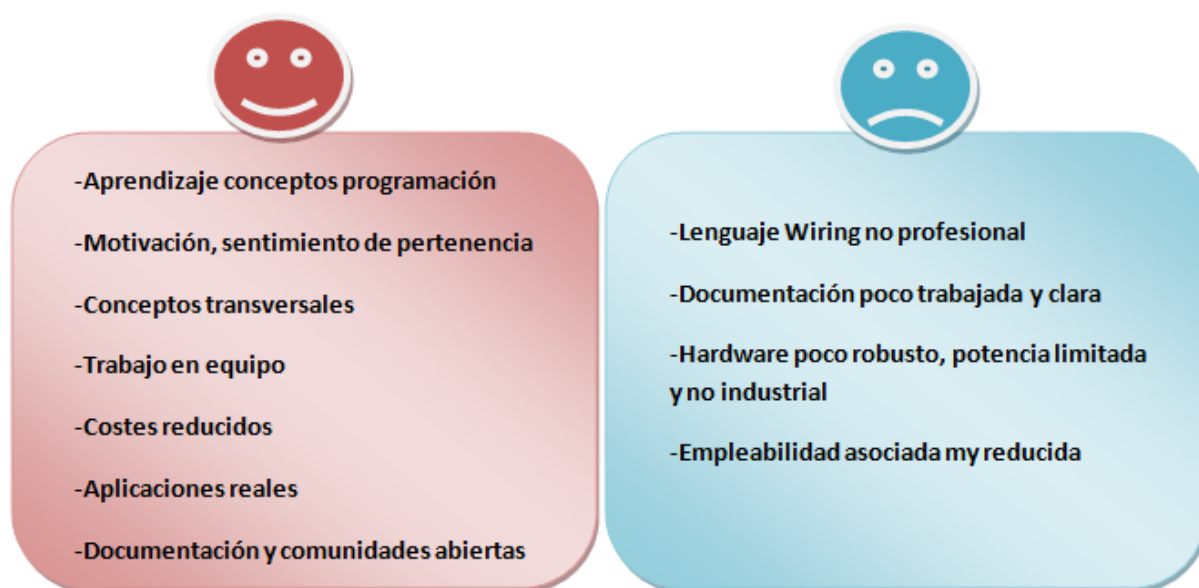 -Aprendizaje conceptos programación
-Motivación, sentimiento de pertenencia
-Conceptos transversales
-Trabajo en equipo
-Costes reducidos
-Aplicaciones reales
-Documentación y comunidades abiertas
-Lenguaje Wiring no profesional
-Documentación poco trabajada y clara
-Hardware poco robusto, potencia limitada
y no industrial
-Empleabilidad asociada my reducida